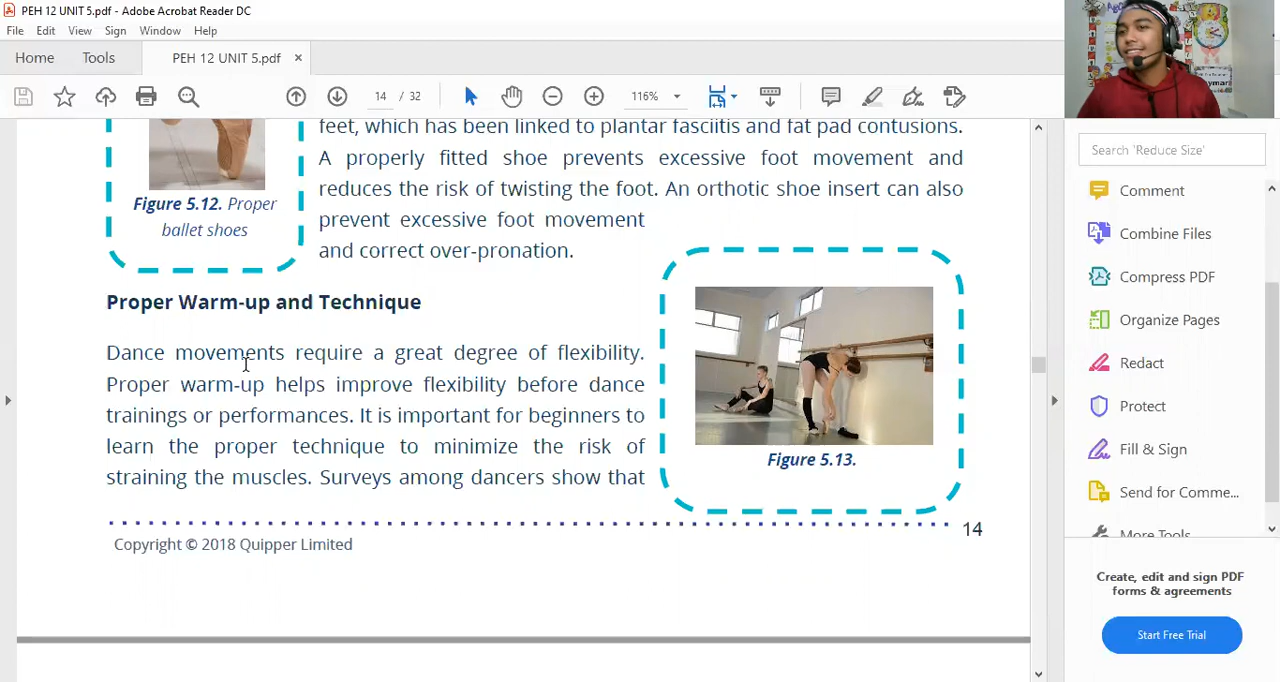 PEH 12 UNIT 5.pdf - Adobe Acrobat Reader DC
File Edit View Sign Window Help
Home Tools PEH 12 UNIT 5.pdf ×
14 / 32 116%
feet, which has been linked to plantar fasciitis and fat pad contusions.
A properly fitted shoe prevents excessive foot movement and
reduces the risk of twisting the foot. An orthotic shoe insert can also
prevent excessive foot movement
and correct over-pronation.
Figure 5.12. Proper
ballet shoes
Proper Warm-up and Technique
Dance movements require a great degree of flexibility.
Proper warm-up helps improve flexibility before dance
trainings or performances. It is important for beginners to
learn the proper technique to minimize the risk of
straining the muscles. Surveys among dancers show that
Figure 5.13.
14
Copyright © 2018 Quipper Limited
Search 'Reduce Size'
Comment
Combine Files
Compress PDF
Organize Pages
Redact
Protect
Fill & Sign
Send for Comme...
More Tools
Create, edit and sign PDF
forms & agreements
Start Free Trial